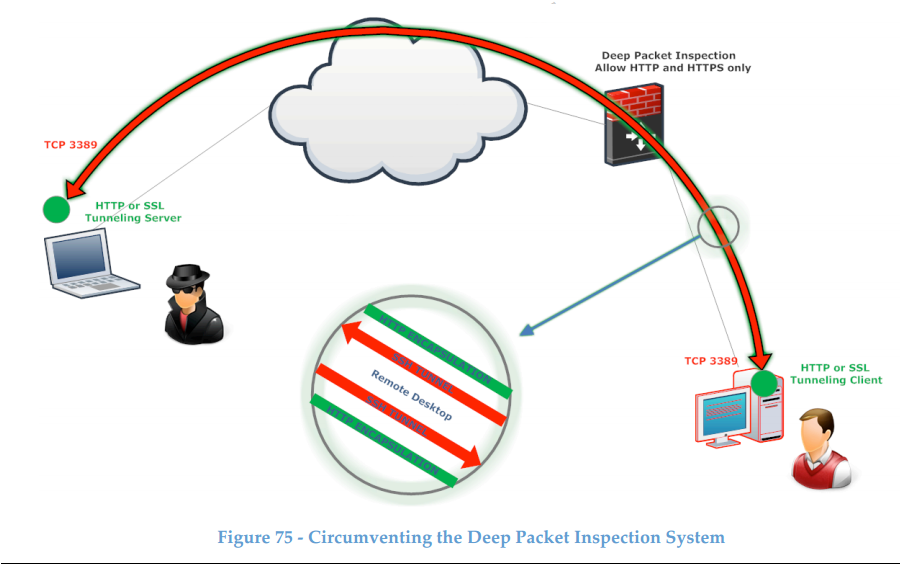 Deep Packet Inspection
Allow HTTP and HTTPS only
TCP 3389
HTTP or SSL
Tunneling Server
HTTP ENCAPSULATION
SSH TUNNEL
Remote Desktop
SSH TUNNEL
HTTP ENCAPSULATION
TCP 3389
HTTP or SSL
Tunneling Client
Figure 75 - Circumventing the Deep Packet Inspection System